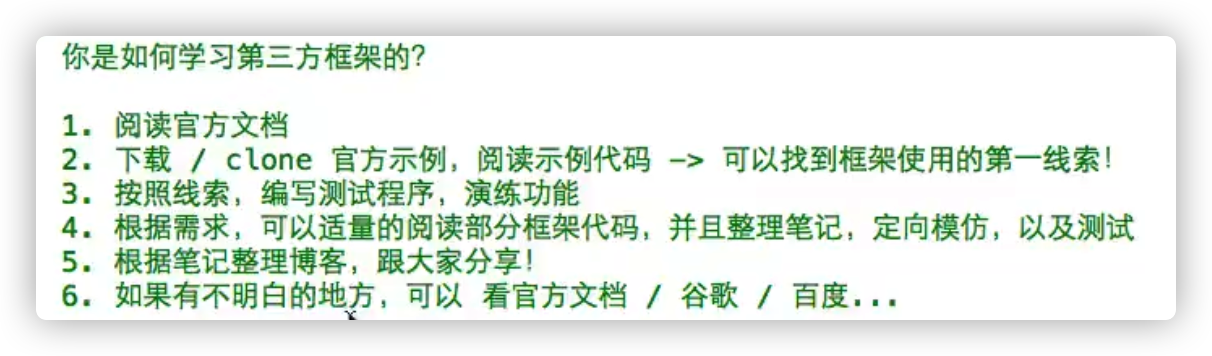 你是如何学习第三方框架的？
1. 阅读官方文档
2. 下载 / clone 官方示例，阅读示例代码 -> 可以找到框架使用的第一线索！
3. 按照线索，编写测试程序，演练功能
4. 根据需求，可以适量的阅读部分框架代码，并且整理笔记，定向模仿，以及测试
5. 根据笔记整理博客，跟大家分享！
6. 如果有不明白的地方，可以 看官方文档 / 谷歌 / 百度...